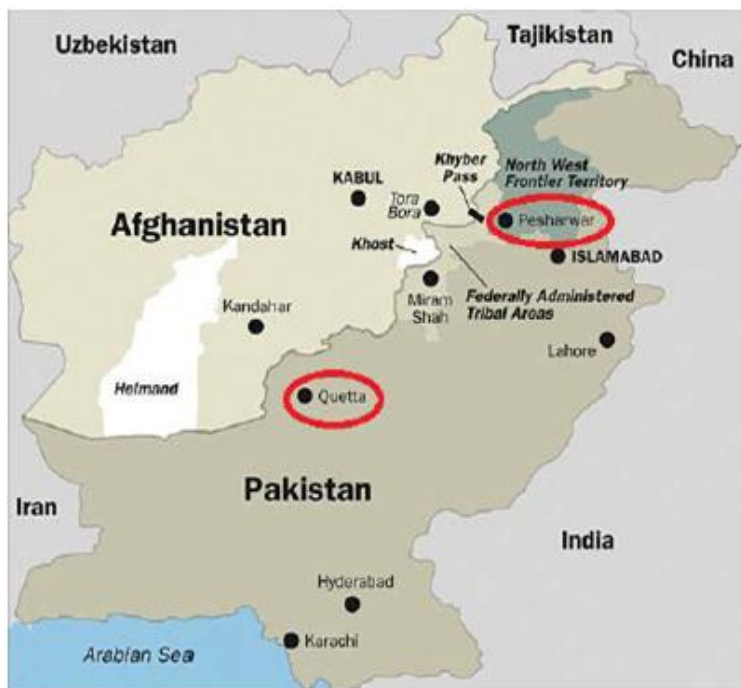 Uzbekistan
Tajikistan
China
Khyber
Pass
North West
Frontier Territory
KABUL
Tora
Bora
Pesharwar
Afghanistan
Khost
ISLAMABAD
Miram
Shah
Federally Administered
Tribal Areas
Kandahar
Lahore
Helmand
Quetta
Pakistan
Iran
India
Hyderabad
Karachi
Arabian Sea